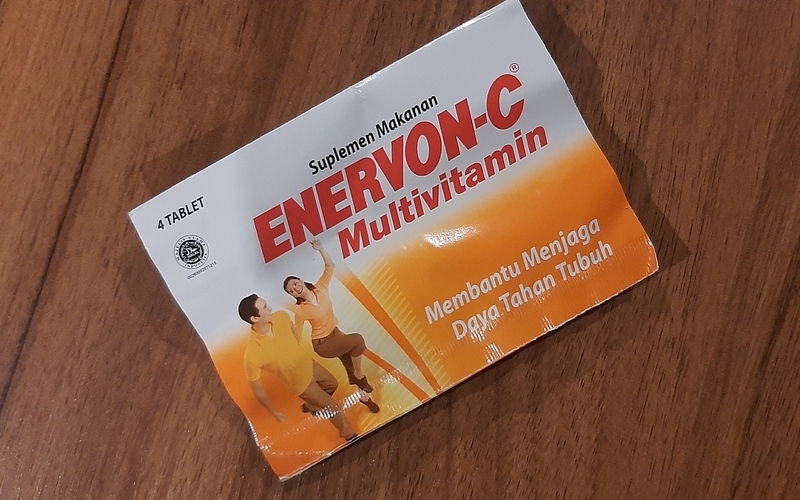 Suplemen Makanan
ENERVON-C®
Multivitamin
4 TABLET
Membantu Menjaga
Daya Tahan Tubuh